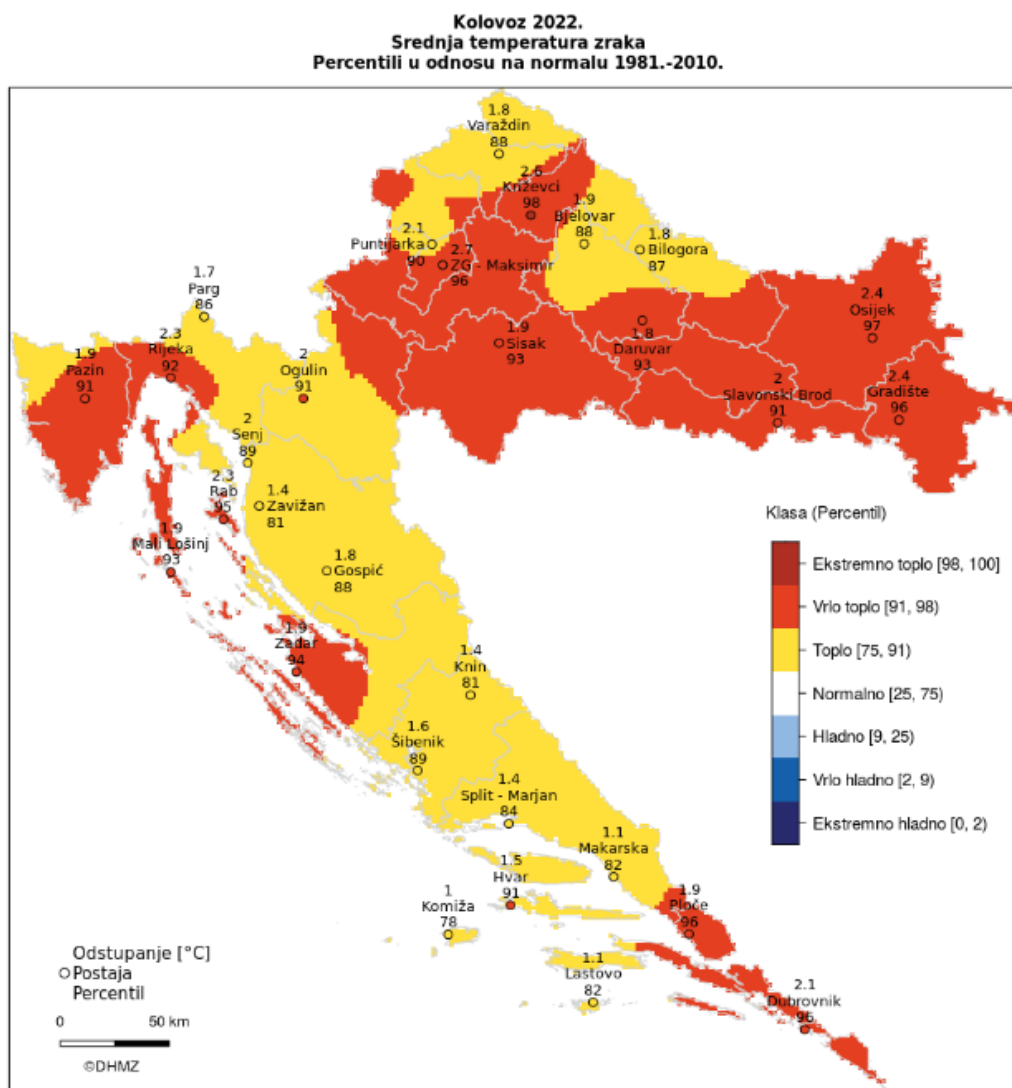 Kolovoz 2022.
Srednja temperatura zraka
Percentili u odnosu na normalu 1981.-2010.
1.8
Varaždin
88
2.6
Križevci
98
1.9
Bjelovar
88
1.8
Bilogora
87
2.1
Puntijarka
90
2.7
ZG - Maksimir
96
1.7
Parg
86
2.4
Osijek
97
1.9
Sisak
93
1.8
Daruvar
93
2.3
Rijeka
92
1.9
Pazin
91
2
Ogulin
91
2
Slavonski Brod
91
2.4
Gradište
96
2
Senj
89
2.3
Rab
95
1.4
Zavižan
81
1.9
Mali Lošinj
93
1.8
Gospić
88
1.9
Zadar
94
1.4
Knin
81
1.6
Šibenik
89
1.4
Split - Marjan
84
1.1
Makarska
82
1.5
Hvar
91
1
Komiža
78
1.9
Ploče
96
1.1
Lastovo
82
2.1
Dubrovnik
96
Klasa (Percentil)
Ekstremno toplo [98, 100]
Vrlo toplo [91, 98)
Toplo [75, 91)
Normalno [25, 75)
Hladno [9, 25)
Vrlo hladno [2, 9)
Ekstremno hladno [0, 2)
Odstupanje [°C]
Postaja
Percentil
0 50 km
©DHMZ